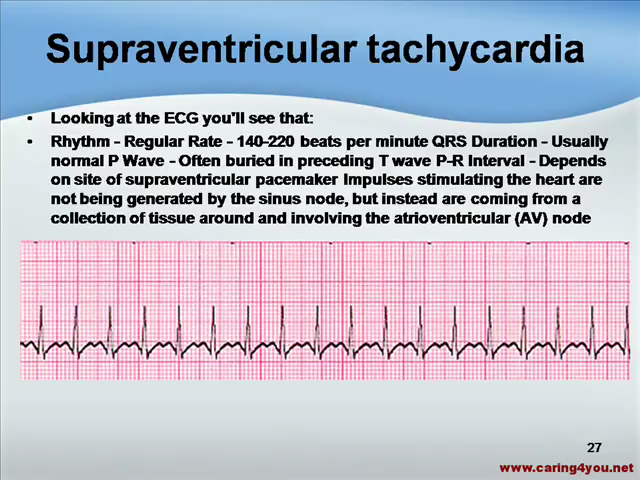 Supraventricular tachycardia
• Looking at the ECG you'll see that:
• Rhythm - Regular Rate - 140-220 beats per minute QRS Duration - Usually
normal P Wave - Often buried in preceding T wave P-R Interval - Depends
on site of supraventricular pacemaker Impulses stimulating the heart are
not being generated by the sinus node, but instead are coming from a
collection of tissue around and involving the atrioventricular (AV) node
27
www.caring4you.net